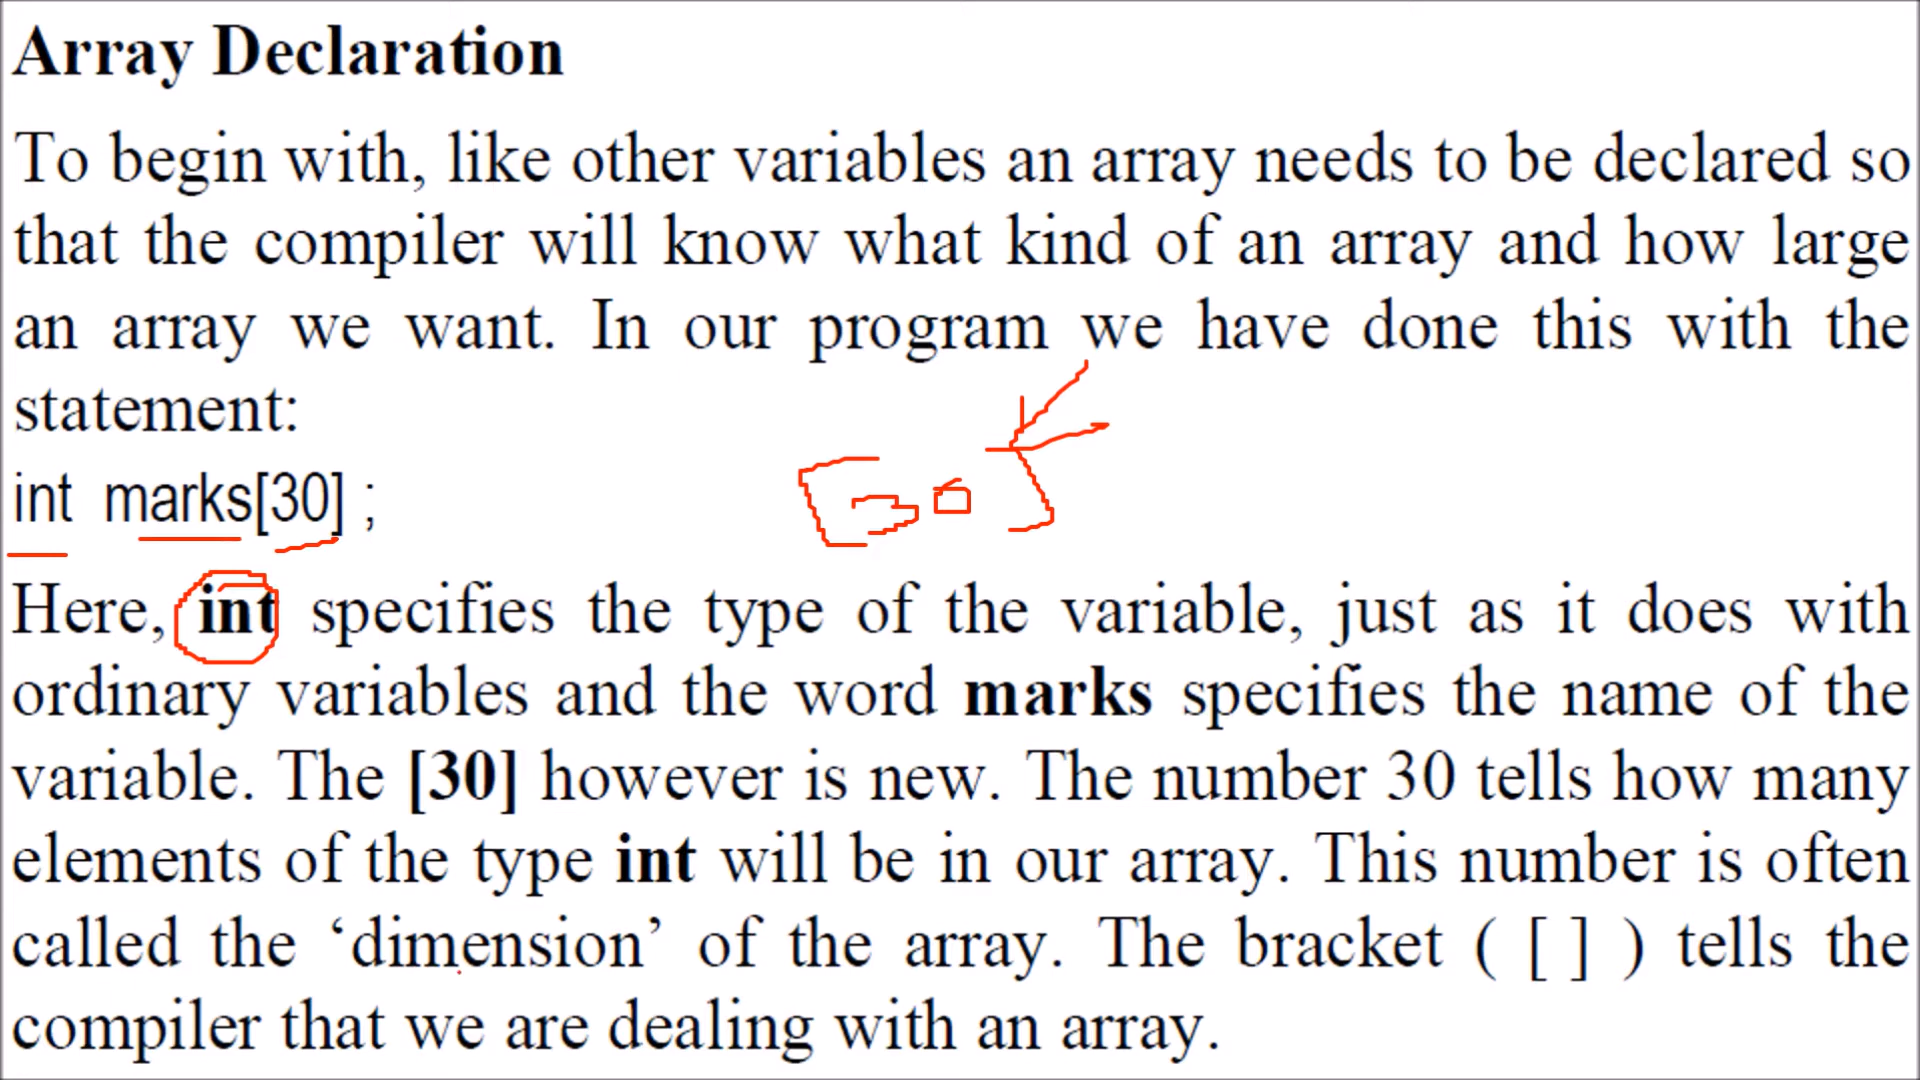 Array Declaration
To begin with, like other variables an array needs to be declared so
that the compiler will know what kind of an array and how large
an array we want. In our program we have done this with the
statement:
int marks[30] ;
Here, int specifies the type of the variable, just as it does with
ordinary variables and the word marks specifies the name of the
variable. The [30] however is new. The number 30 tells how many
elements of the type int will be in our array. This number is often
called the ‘dimension’ of the array. The bracket ( [ ] ) tells the
compiler that we are dealing with an array.